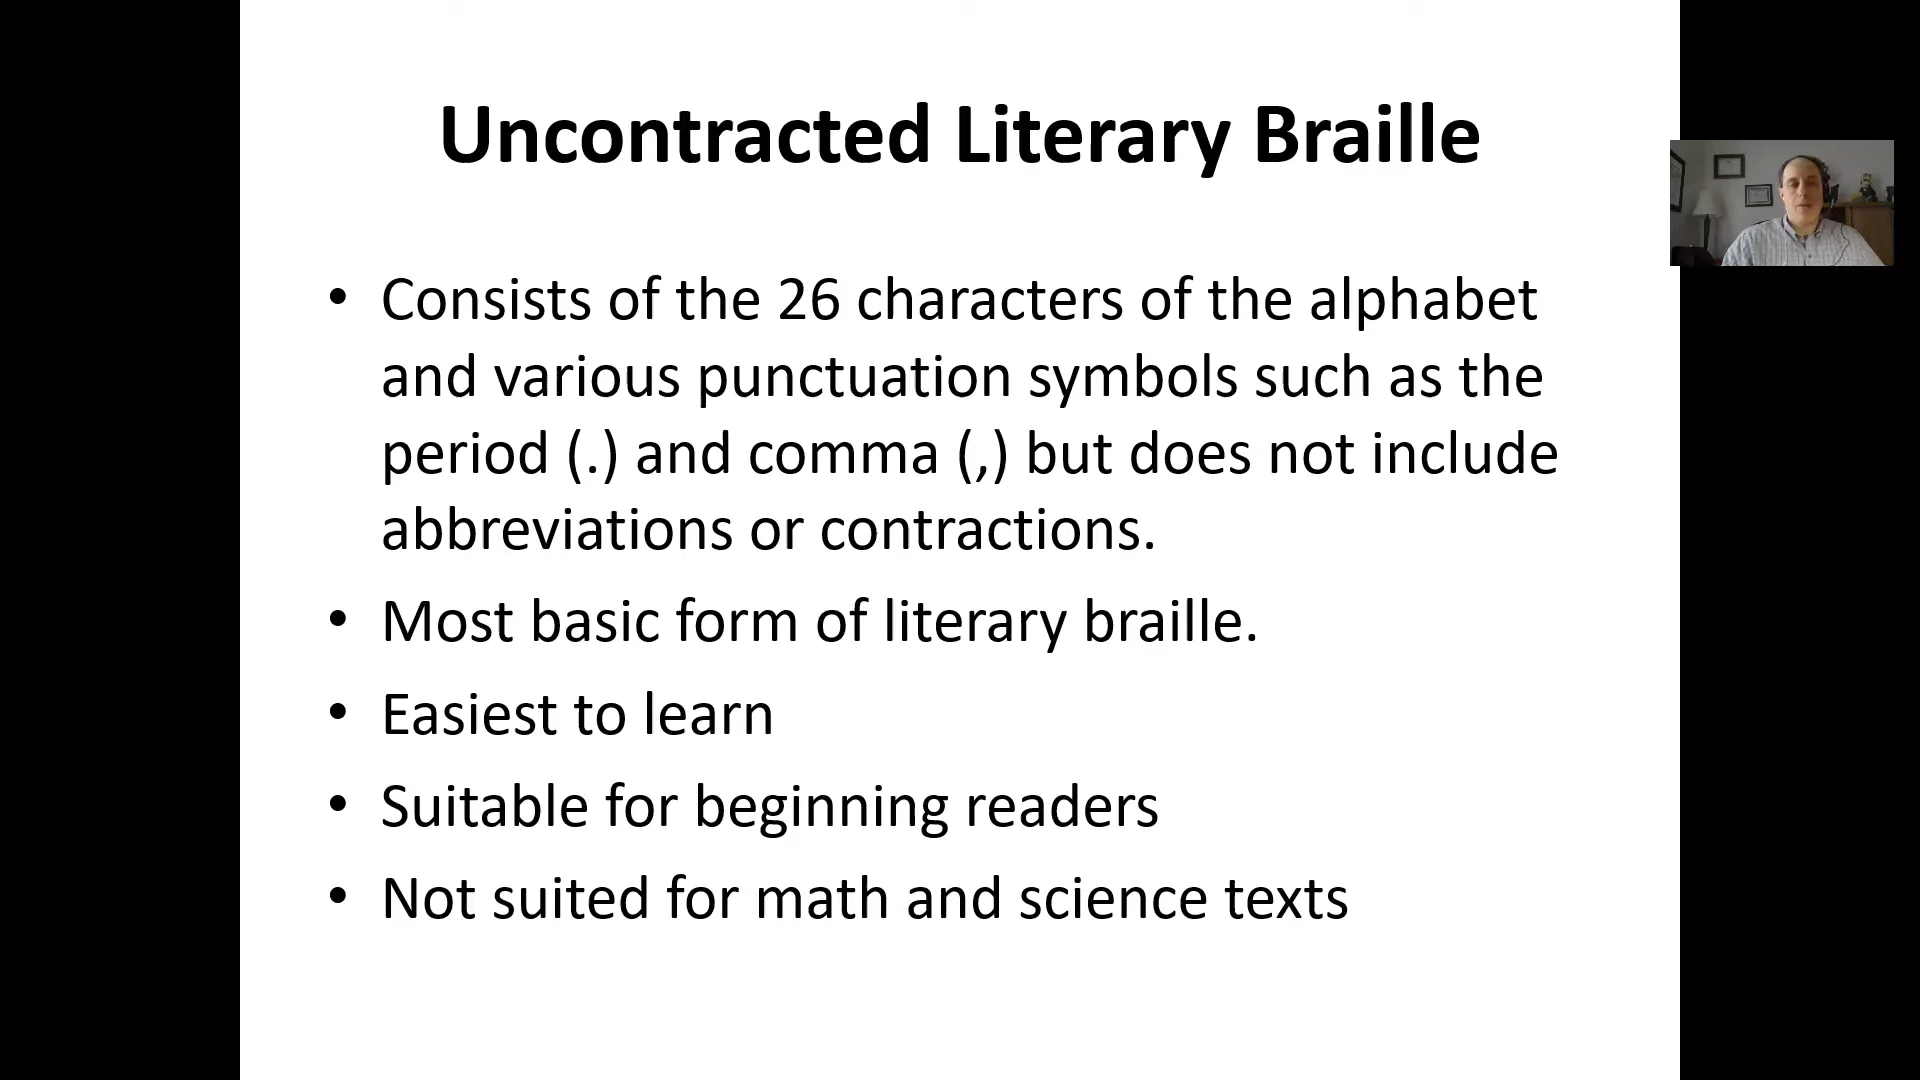 Uncontracted Literary Braille
• Consists of the 26 characters of the alphabet
and various punctuation symbols such as the
period (.) and comma (,) but does not include
abbreviations or contractions.
• Most basic form of literary braille.
• Easiest to learn
• Suitable for beginning readers
• Not suited for math and science texts